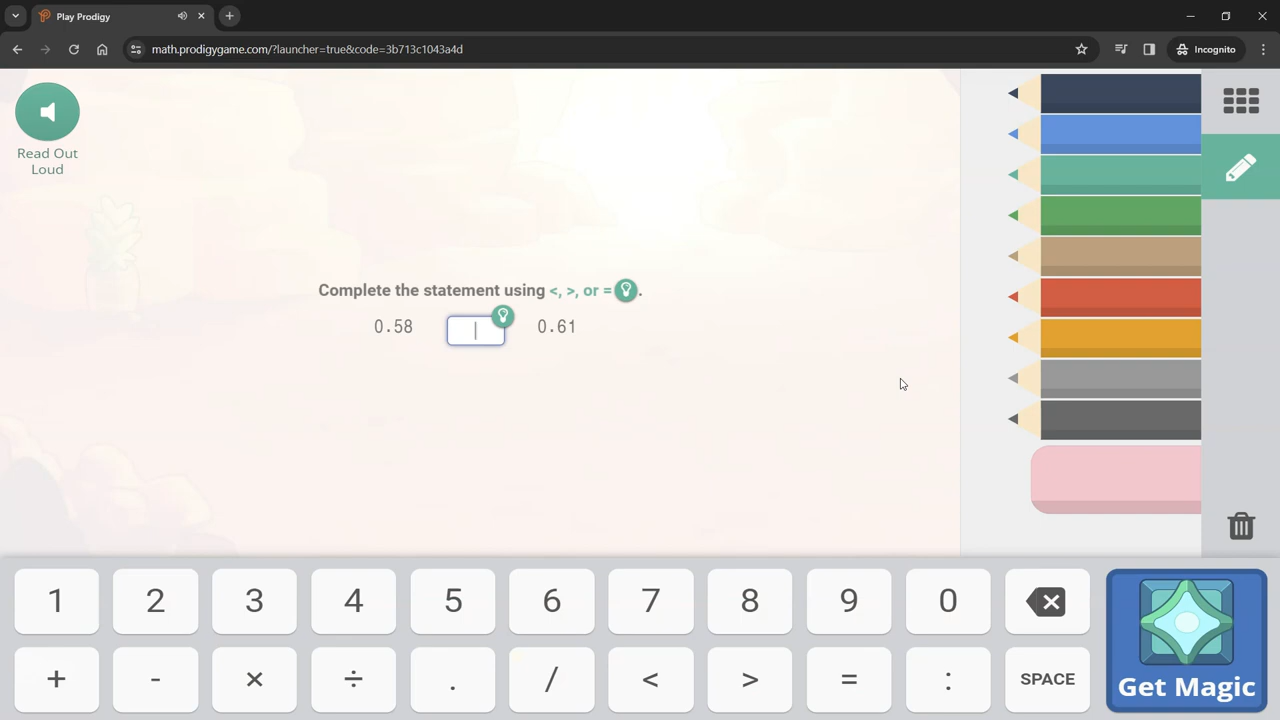 Play Prodigy
math.prodigygame.com/?launcher=true&code=3b713c1043a4d
Incognito
Read Out
Loud
Complete the statement using <, >, or = .
0.58 0.61
1 2 3 4 5 6 7 8 9 0
+ - × ÷ . / < > = : SPACE
Get Magic